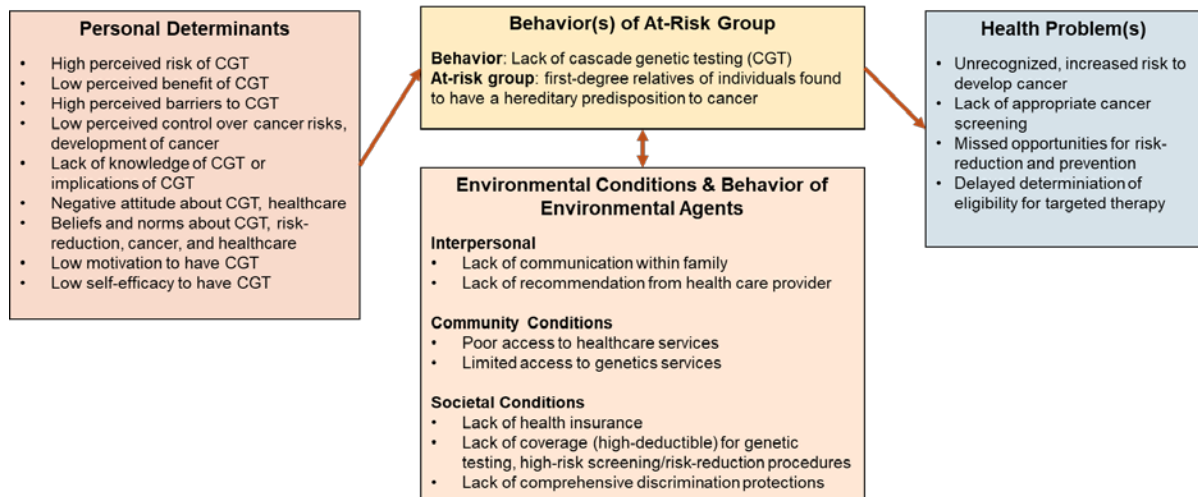 Personal Determinants
• High perceived risk of CGT
• Low perceived benefit of CGT
• High perceived barriers to CGT
• Low perceived control over cancer risks,
development of cancer
• Lack of knowledge of CGT or
implications of CGT
• Negative attitude about CGT, healthcare
• Beliefs and norms about CGT, risk-
reduction, cancer, and healthcare
• Low motivation to have CGT
• Low self-efficacy to have CGT
Behavior(s) of At-Risk Group
Behavior: Lack of cascade genetic testing (CGT)
At-risk group: first-degree relatives of individuals found
to have a hereditary predisposition to cancer
Environmental Conditions & Behavior of
Environmental Agents
Interpersonal
• Lack of communication within family
• Lack of recommendation from health care provider
Community Conditions
• Poor access to healthcare services
• Limited access to genetics services
Societal Conditions
• Lack of health insurance
• Lack of coverage (high-deductible) for genetic
testing, high-risk screening/risk-reduction procedures
• Lack of comprehensive discrimination protections
Health Problem(s)
• Unrecognized, increased risk to
develop cancer
• Lack of appropriate cancer
screening
• Missed opportunities for risk-
reduction and prevention
• Delayed determiniation of
eligibility for targeted therapy